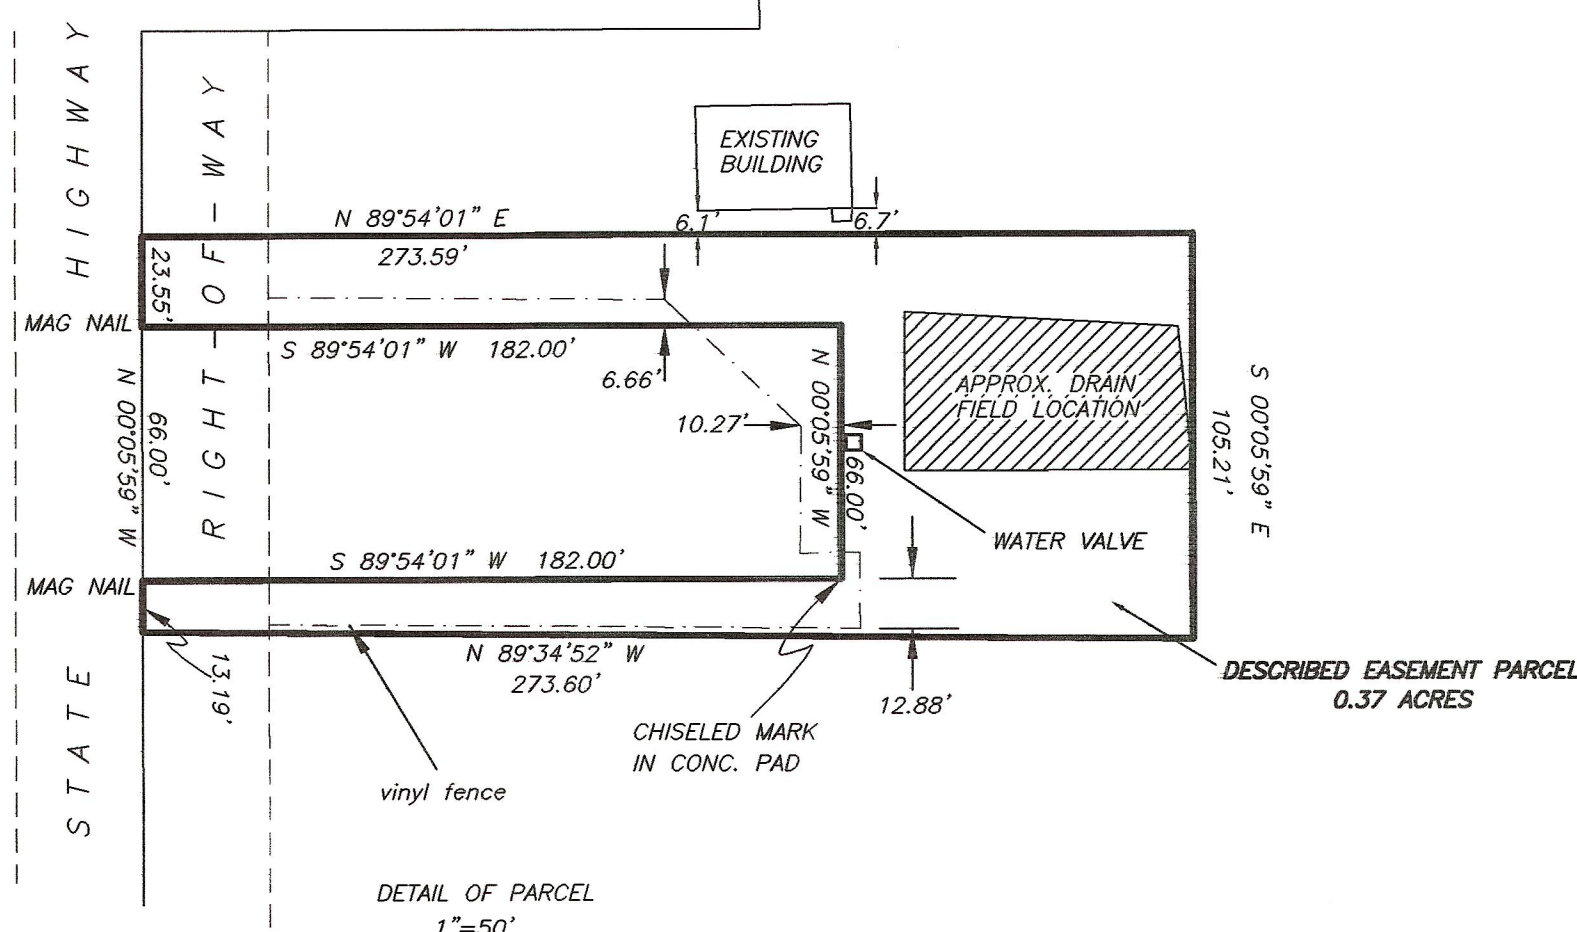 STATE HIGHWAY
RIGHT-OF-WAY
EXISTING
BUILDING
6.1'
6.7'
N 89°54'01" E
273.59'
23.55'
MAG NAIL
S 89°54'01" W 182.00'
6.66'
N 00°05'59" W
66.00'
10.27'
N 00°05'59" W
66.00'
APPROX. DRAIN
FIELD LOCATION
S 00°05'59" E
105.21'
WATER VALVE
S 89°54'01" W 182.00'
MAG NAIL
13.19'
N 89°34'52" W
273.60'
12.88'
DESCRIBED EASEMENT PARCEL
0.37 ACRES
CHISELED MARK
IN CONC. PAD
vinyl fence
DETAIL OF PARCEL
1"=50'